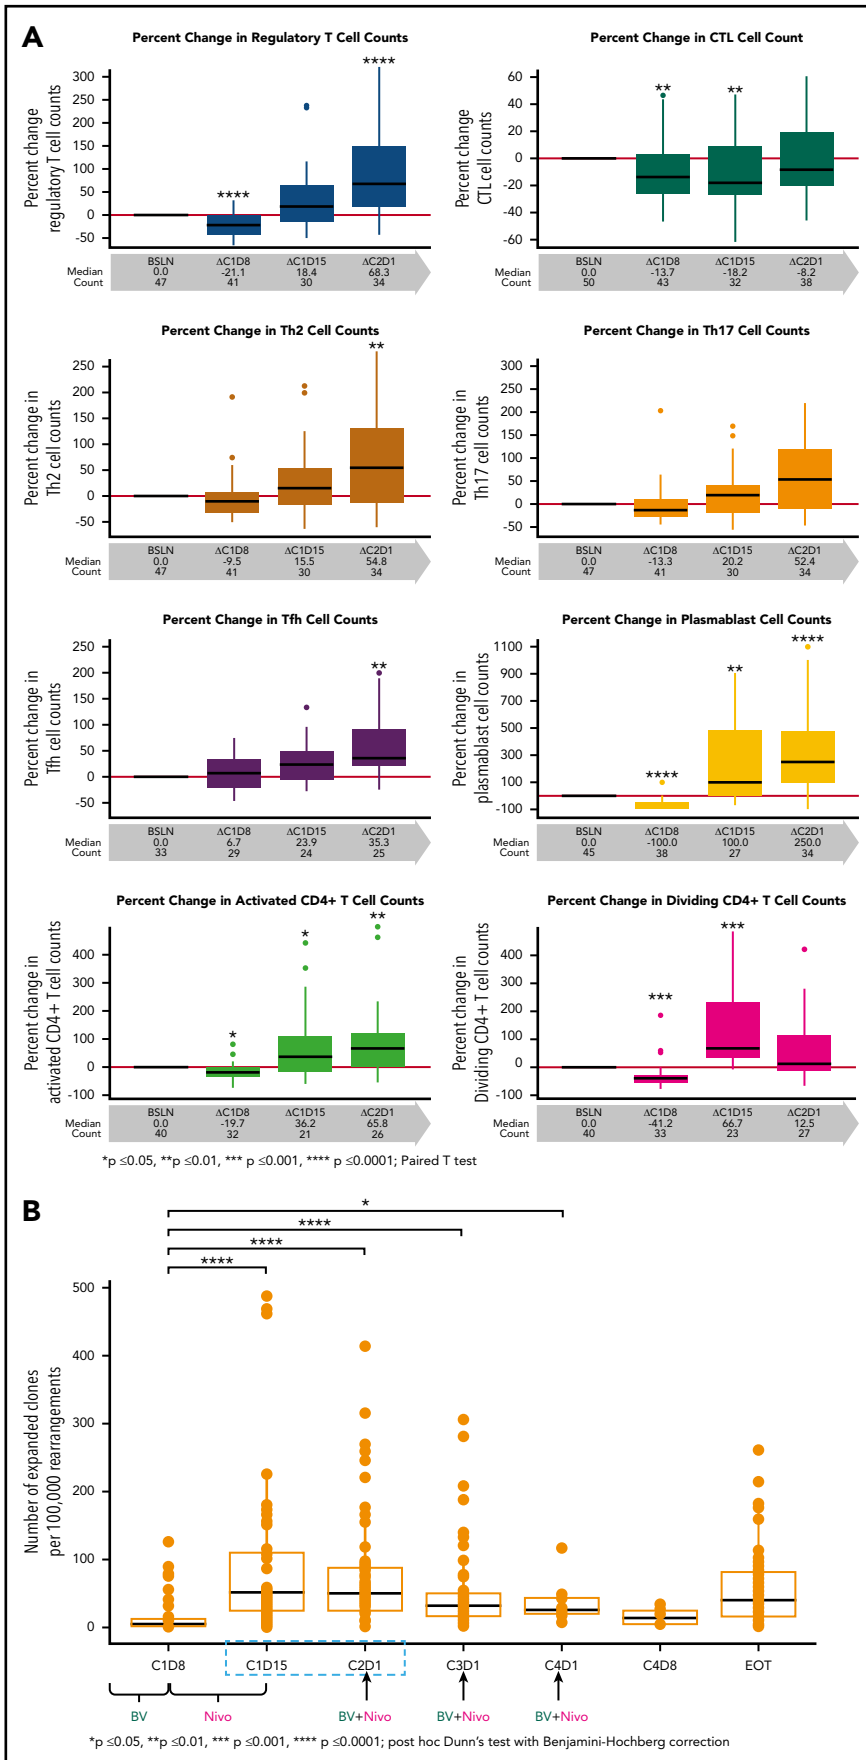 A
Percent Change in Regulatory T Cell Counts
Percent change
regulatory T cell counts
300
250
200
150
100
50
0
-50
****
****
BSLN ΔC1D8 ΔC1D15 ΔC2D1
Median 0.0 -21.1 18.4 68.3
Count 47 41 30 34
Percent Change in CTL Cell Count
Percent change
CTL cell counts
60
40
20
0
-20
-40
-60
**
**
BSLN ΔC1D8 ΔC1D15 ΔC2D1
0.0 -13.7 -18.2 -8.2
50 43 32 38
Percent Change in Th2 Cell Counts
Percent change in
Th2 cell counts
250
200
150
100
50
0
-50
**
BSLN ΔC1D8 ΔC1D15 ΔC2D1
Median 0.0 -9.5 15.5 54.8
Count 47 41 30 34
Percent Change in Th17 Cell Counts
Percent change in
Th17 cell counts
300
250
200
150
100
50
0
-50
BSLN ΔC1D8 ΔC1D15 ΔC2D1
Median 0.0 -13.3 20.2 52.4
Count 47 41 30 34
Percent Change in Tfh Cell Counts
Percent change in
Tfh cell counts
250
200
150
100
50
0
-50
**
BSLN ΔC1D8 ΔC1D15 ΔC2D1
Median 0.0 6.7 23.9 35.3
Count 33 29 24 25
Percent Change in Plasmablast Cell Counts
Percent change in
plasmablast cell counts
1100
900
700
500
300
100
-100
****
**
****
BSLN ΔC1D8 ΔC1D15 ΔC2D1
Median 0.0 -100.0 100.0 250.0
Count 45 38 27 34
Percent Change in Activated CD4+ T Cell Counts
Percent change in
activated CD4+ T cell counts
400
300
200
100
0
-100
*
*
**
BSLN ΔC1D8 ΔC1D15 ΔC2D1
Median 0.0 -19.7 36.2 65.8
Count 40 32 21 26
Percent Change in Dividing CD4+ T Cell Counts
Percent change in
Dividing CD4+ T cell counts
400
300
200
100
0
-100
***
***
BSLN ΔC1D8 ΔC1D15 ΔC2D1
Median 0.0 -41.2 66.7 12.5
Count 40 33 23 27
*p ≤0.05, **p ≤0.01, *** p ≤0.001, **** p ≤0.0001; Paired T test
B
*
****
****
****
Number of expanded clones
per 100,000 rearrangements
500
400
300
200
100
0
C1D8 C1D15 C2D1 C3D1 C4D1 C4D8 EOT
BV Nivo BV+Nivo BV+Nivo BV+Nivo
*p ≤0.05, **p ≤0.01, *** p ≤0.001, **** p ≤0.0001; post hoc Dunn's test with Benjamini-Hochberg correction